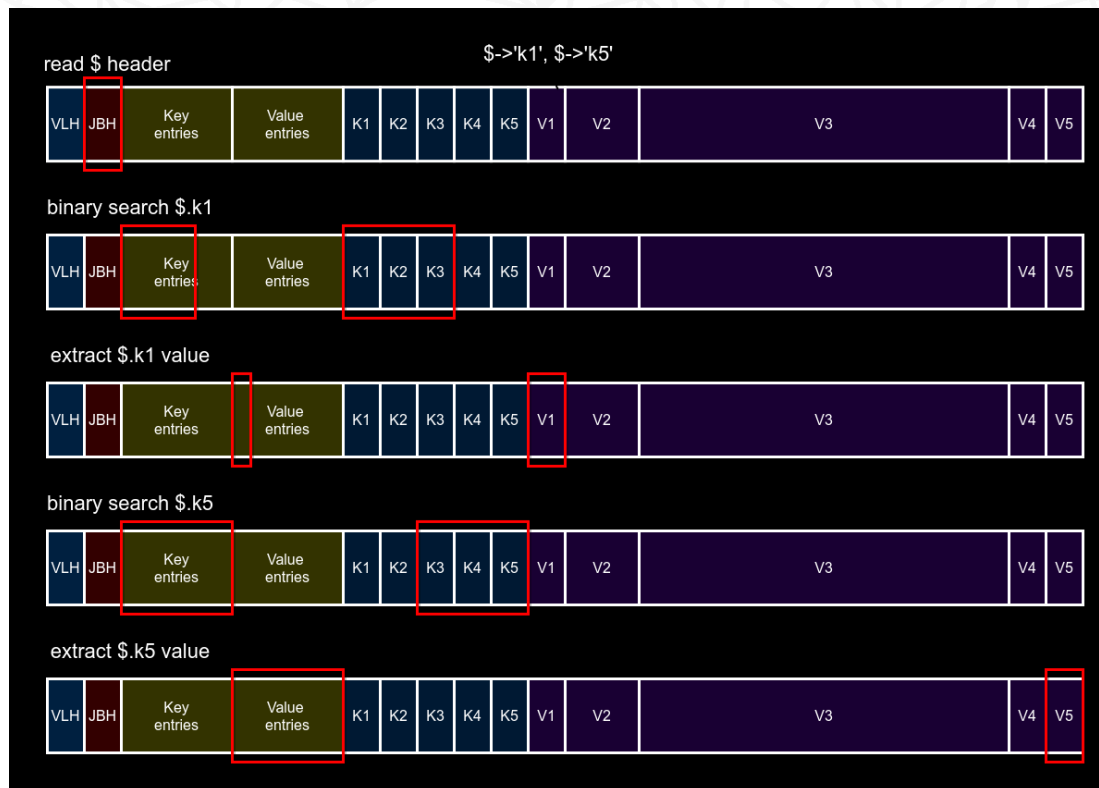 $->'k1', $->'k5'
read $ header
VLH JBH Key entries Value entries K1 K2 K3 K4 K5 V1 V2 V3 V4 V5
binary search $.k1
VLH JBH Key entries Value entries K1 K2 K3 K4 K5 V1 V2 V3 V4 V5
extract $.k1 value
VLH JBH Key entries Value entries K1 K2 K3 K4 K5 V1 V2 V3 V4 V5
binary search $.k5
VLH JBH Key entries Value entries K1 K2 K3 K4 K5 V1 V2 V3 V4 V5
extract $.k5 value
VLH JBH Key entries Value entries K1 K2 K3 K4 K5 V1 V2 V3 V4 V5